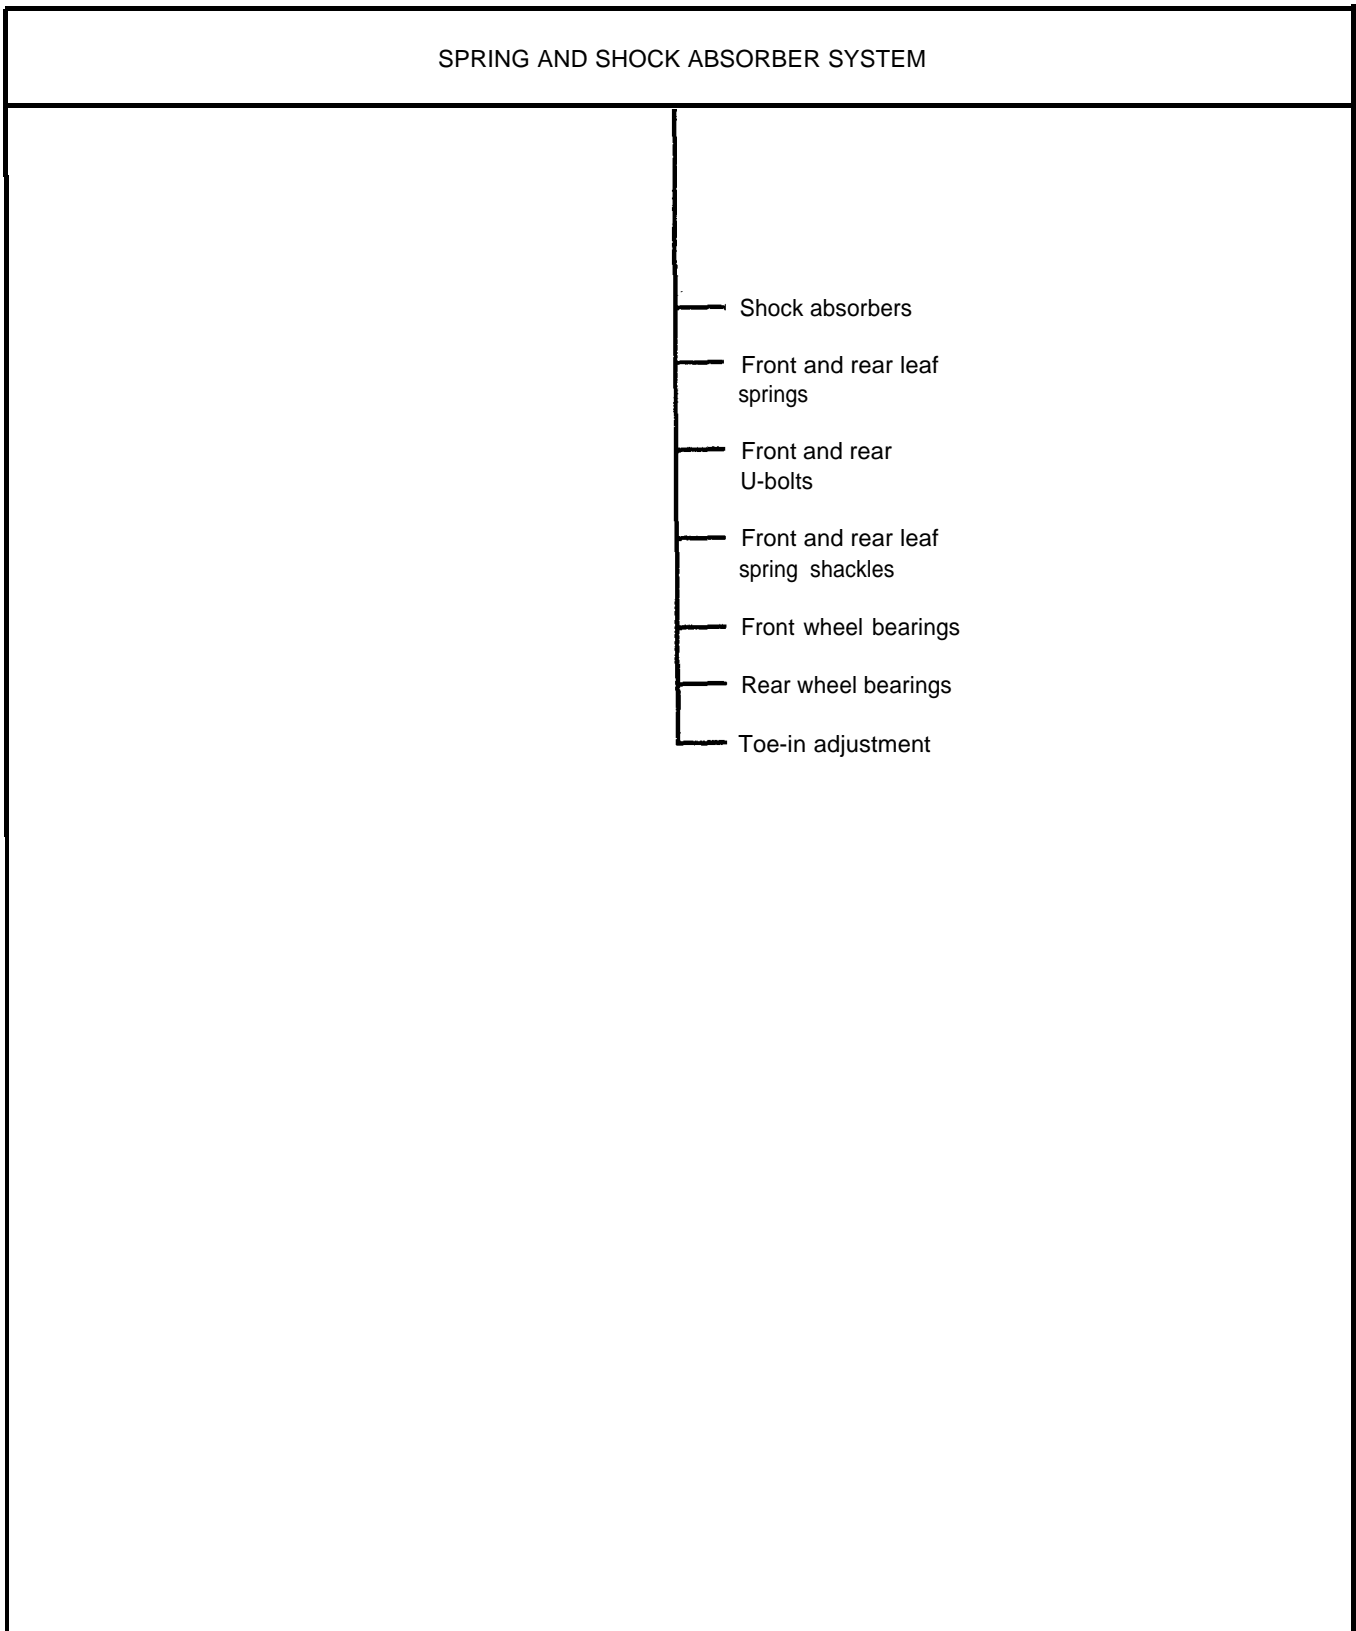 SPRING AND SHOCK ABSORBER SYSTEM
Shock absorbers
Front and rear leaf
springs
Front and rear
U-bolts
Front and rear leaf
spring shackles
Front wheel bearings
Rear wheel bearings
Toe-in adjustment